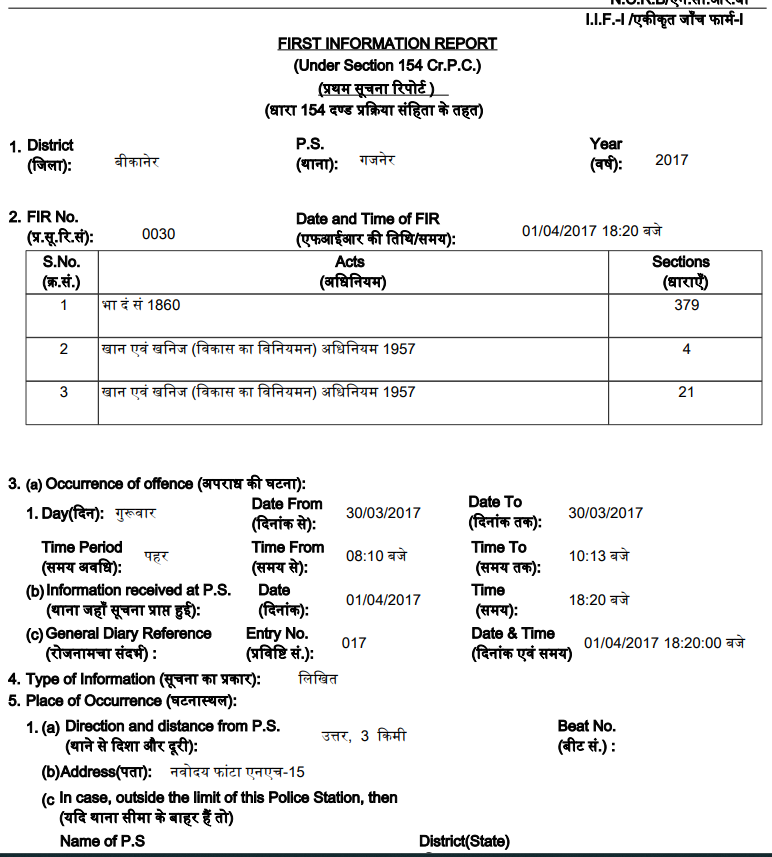 I.I.F.-I /एकीकृत जाँच फार्म-I
FIRST INFORMATION REPORT
(Under Section 154 Cr.P.C.)
(प्रथम सूचना रिपोर्ट )
(धारा 154 दण्ड प्रक्रिया संहिता के तहत)
1. District P.S. Year
(जिला): बीकानेर (थाना): गजनेर (वर्ष): 2017
2. FIR No. Date and Time of FIR
(प्र.सू.रि.सं): 0030 (एफआईआर की तिथि/समय): 01/04/2017 18:20 बजे
S.No. Acts Sections
(क्र.सं.) (अधिनियम) (धाराएँ)
1 भा दं सं 1860 379
2 खान एवं खनिज (विकास का विनियमन) अधिनियम 1957 4
3 खान एवं खनिज (विकास का विनियमन) अधिनियम 1957 21
3. (a) Occurrence of offence (अपराध की घटना):
1. Day(दिन): गुरूवार Date From (दिनांक से): 30/03/2017 Date To (दिनांक तक): 30/03/2017
Time Period (समय अवधि): पहर Time From (समय से): 08:10 बजे Time To (समय तक): 10:13 बजे
(b) Information received at P.S. Date Time
(थाना जहाँ सूचना प्राप्त हुई): (दिनांक): 01/04/2017 (समय): 18:20 बजे
(c) General Diary Reference Entry No. Date & Time
(रोजनामचा संदर्भ) : (प्रविष्टि सं.): 017 (दिनांक एवं समय) 01/04/2017 18:20:00 बजे
4. Type of Information (सूचना का प्रकार): लिखित
5. Place of Occurrence (घटनास्थल):
1. (a) Direction and distance from P.S. Beat No.
(थाने से दिशा और दूरी): उत्तर, 3 किमी (बीट सं.) :
(b)Address(पता): नवोदय फांटा एनएच-15
(c In case, outside the limit of this Police Station, then
(यदि थाना सीमा के बाहर हैं तो)
Name of P.S District(State)